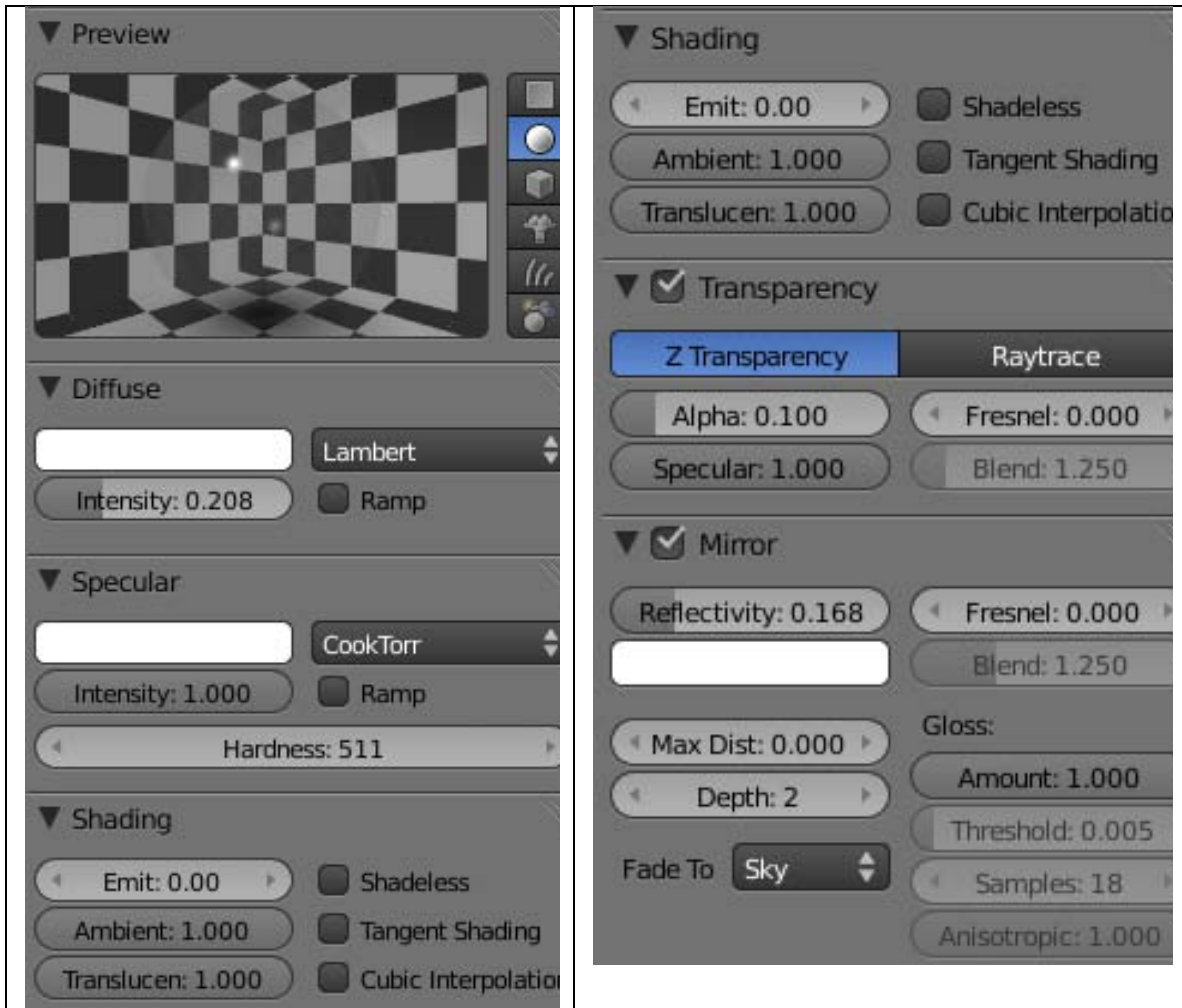 Preview
Diffuse
Lambert
Intensity: 0.208 Ramp
Specular
CookTorr
Intensity: 1.000 Ramp
Hardness: 511
Shading
Emit: 0.00 Shadeless
Ambient: 1.000 Tangent Shading
Translucen: 1.000 Cubic Interpolation
Shading
Emit: 0.00 Shadeless
Ambient: 1.000 Tangent Shading
Translucen: 1.000 Cubic Interpolatio
Transparency
Z Transparency Raytrace
Alpha: 0.100 Fresnel: 0.000
Specular: 1.000 Blend: 1.250
Mirror
Reflectivity: 0.168 Fresnel: 0.000
Blend: 1.250
Gloss:
Max Dist: 0.000 Amount: 1.000
Depth: 2 Threshold: 0.005
Fade To Sky Samples: 18
Anisotropic: 1.000